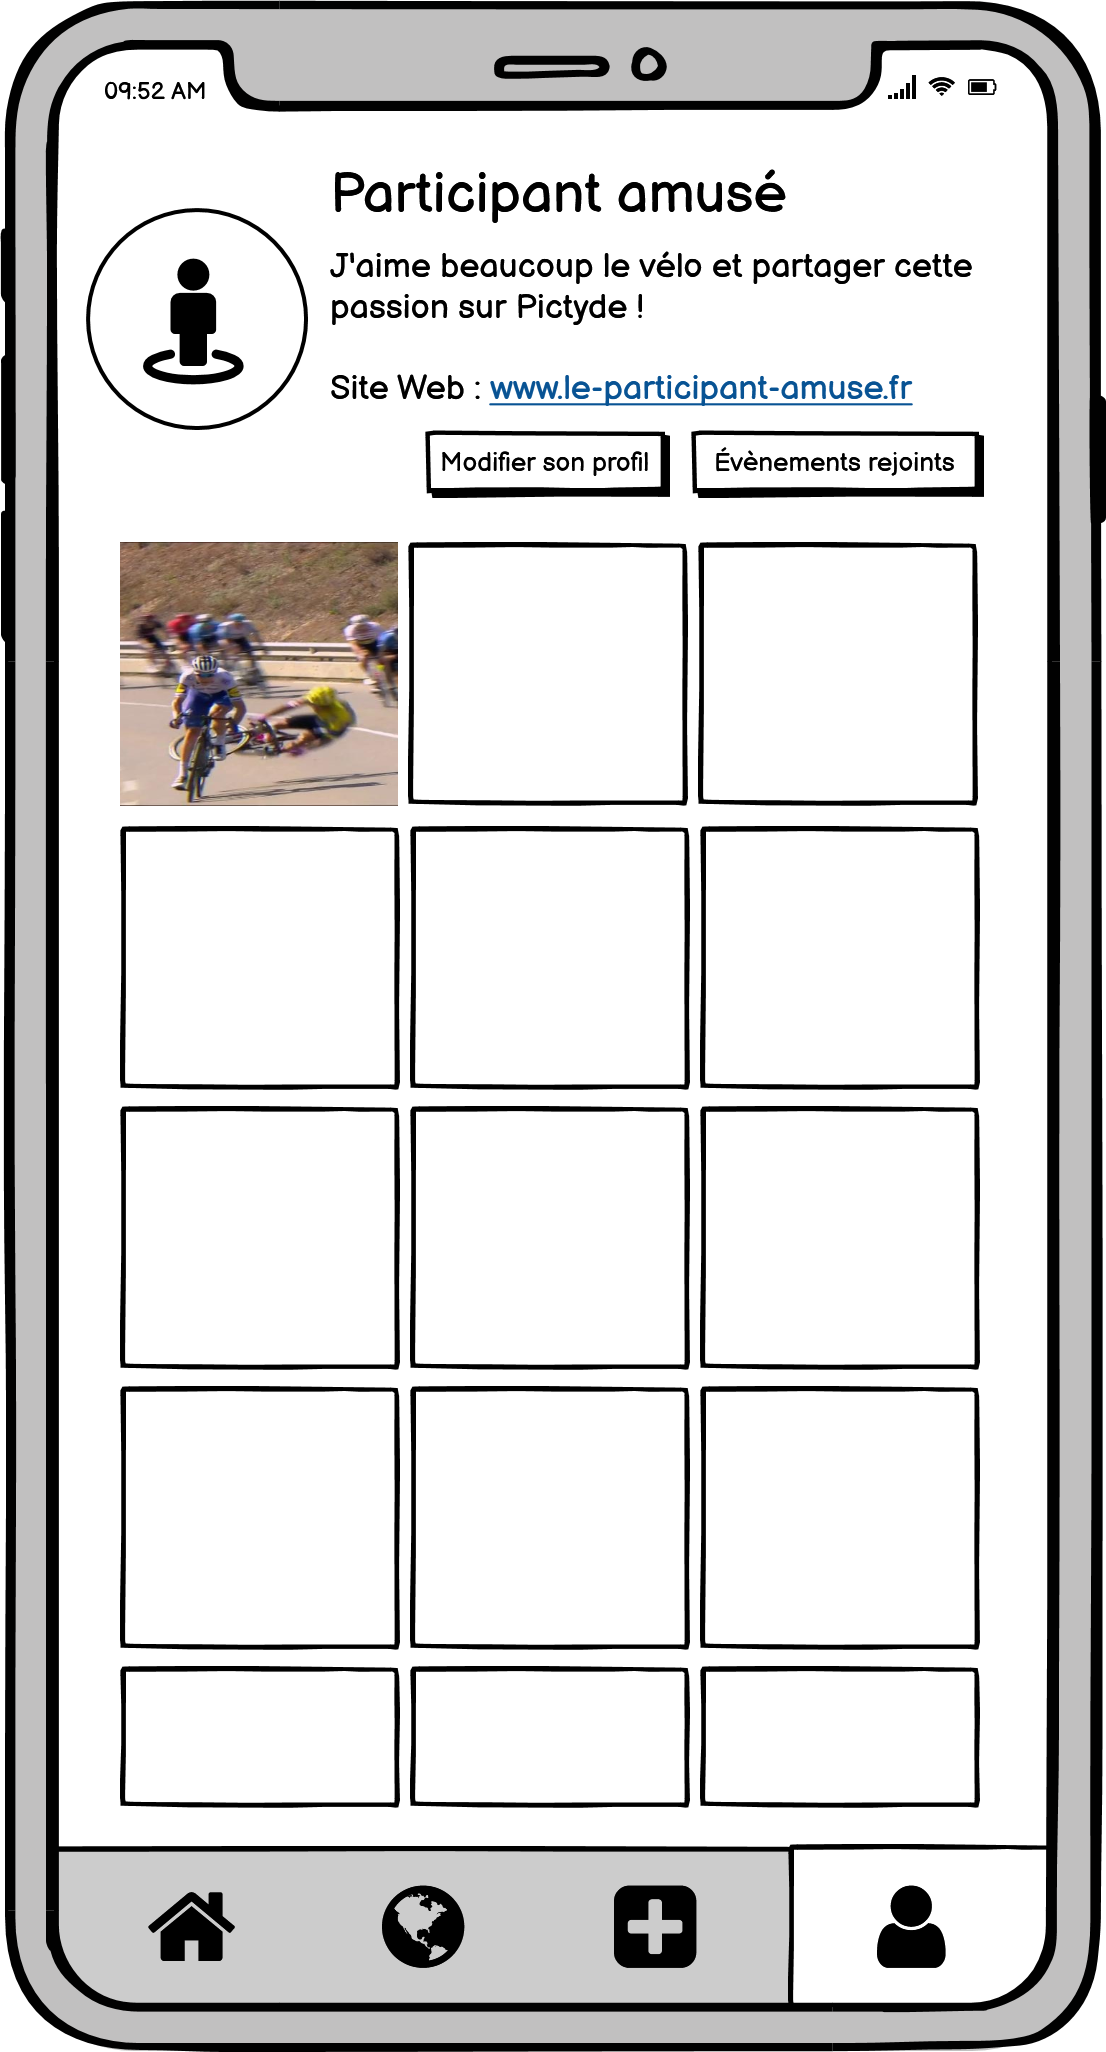 09:52 AM
Participant amusé
J'aime beaucoup le vélo et partager cette
passion sur Pictyde !
Site Web : www.le-participant-amuse.fr
Modifier son profil
Évènements rejoints